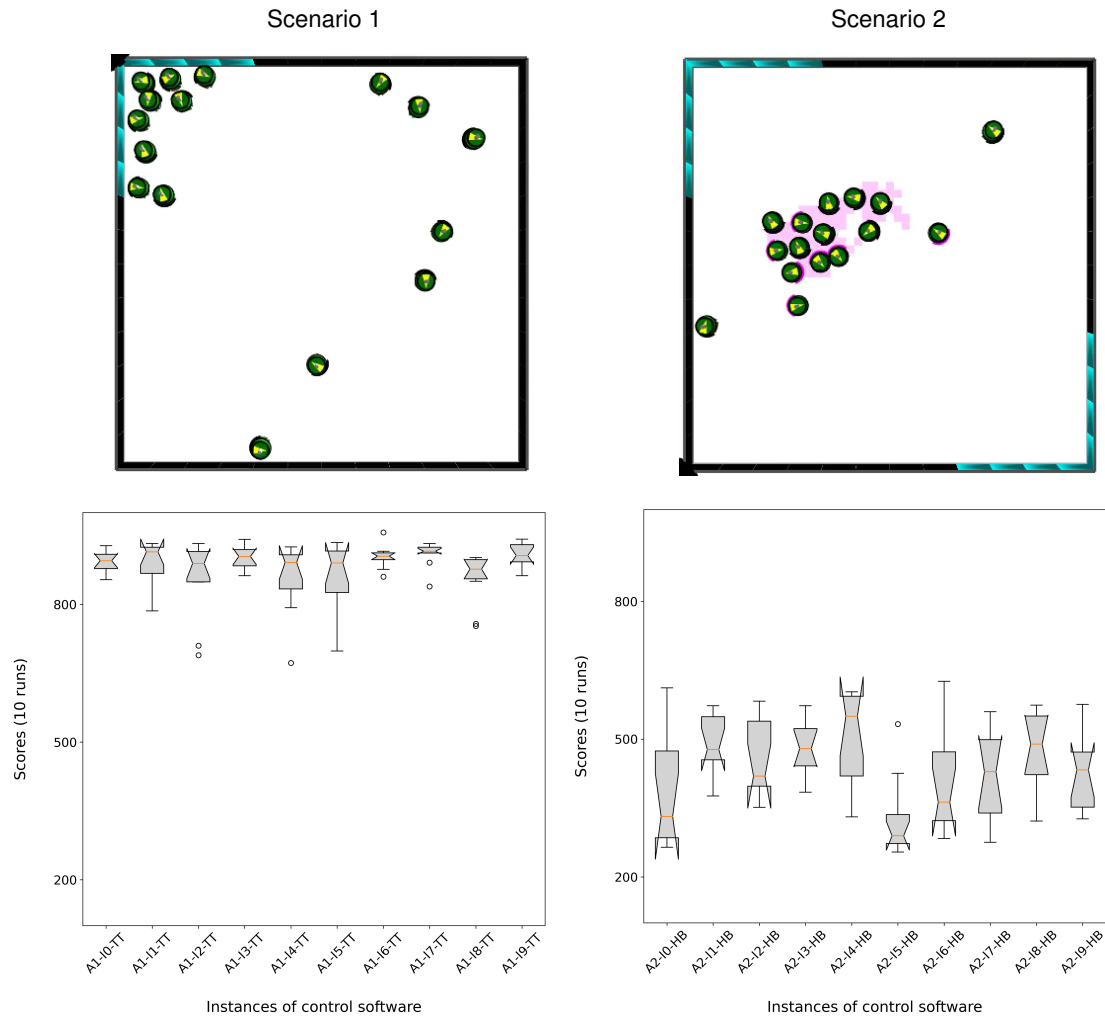 Scenario 1
Scenario 2
800
500
200
Scores (10 runs)
A1-I0-TT
A1-I1-TT
A1-I2-TT
A1-I3-TT
A1-I4-TT
A1-I5-TT
A1-I6-TT
A1-I7-TT
A1-I8-TT
A1-I9-TT
Instances of control software
800
500
200
Scores (10 runs)
A2-I0-HB
A2-I1-HB
A2-I2-HB
A2-I3-HB
A2-I4-HB
A2-I5-HB
A2-I6-HB
A2-I7-HB
A2-I8-HB
A2-I9-HB
Instances of control software